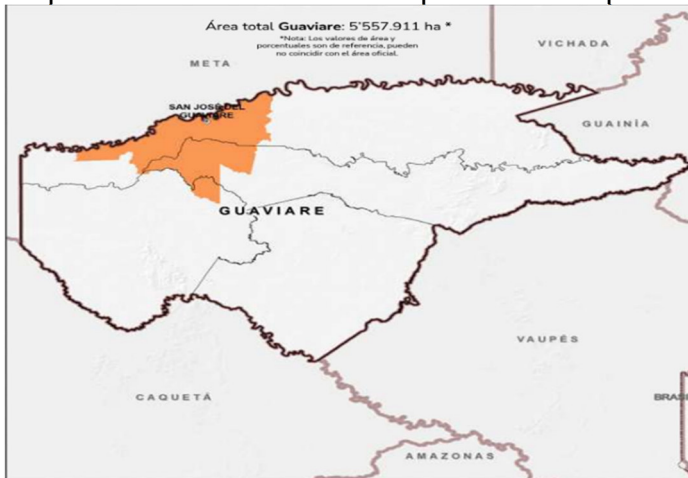 Área total Guaviare: 5'557.911 ha *
*Nota: Los valores de área y
porcentuales son de referencia, pueden
no coincidir con el área oficial.
VICHADA
META
SAN JOSÉ DEL
GUAVIARE
GUAINÍA
GUAVIARE
VAUPÉS
CAQUETÁ
AMAZONAS